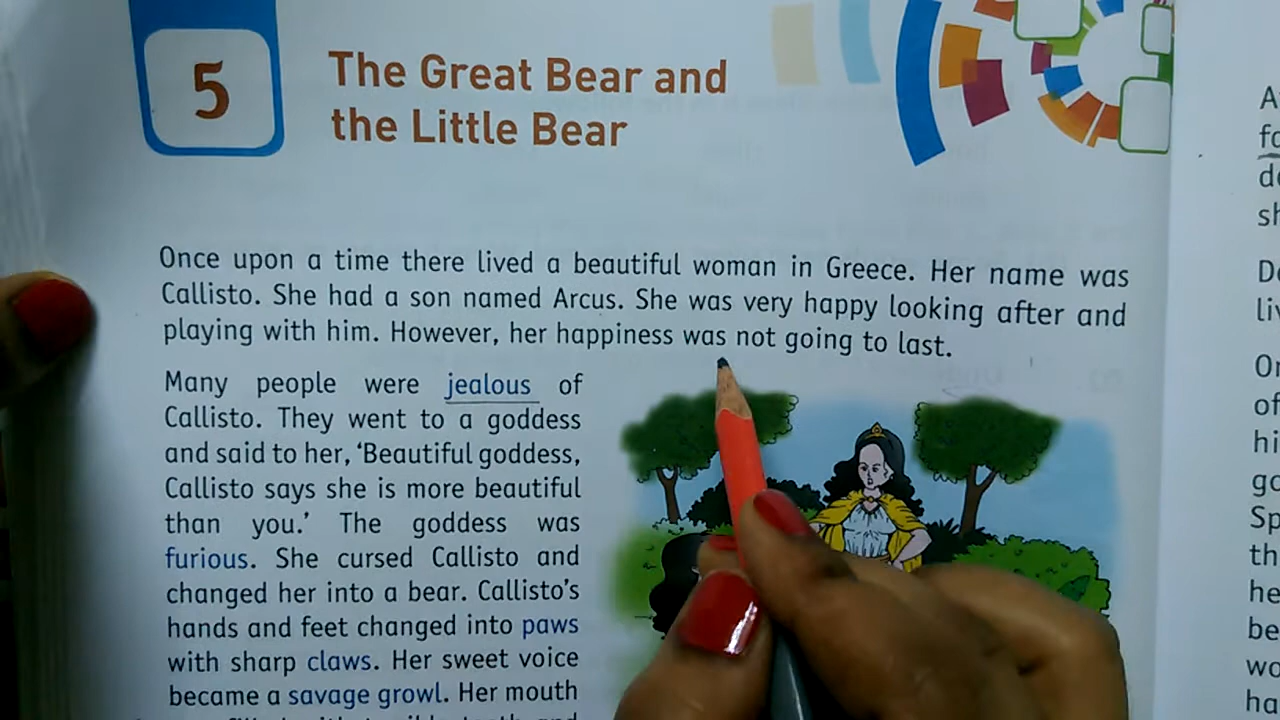 5
The Great Bear and
the Little Bear
Once upon a time there lived a beautiful woman in Greece. Her name was
Callisto. She had a son named Arcus. She was very happy looking after and
playing with him. However, her happiness was not going to last.
Many people were jealous of
Callisto. They went to a goddess
and said to her, ‘Beautiful goddess,
Callisto says she is more beautiful
than you.’ The goddess was
furious. She cursed Callisto and
changed her into a bear. Callisto’s
hands and feet changed into paws
with sharp claws. Her sweet voice
became a savage growl. Her mouth